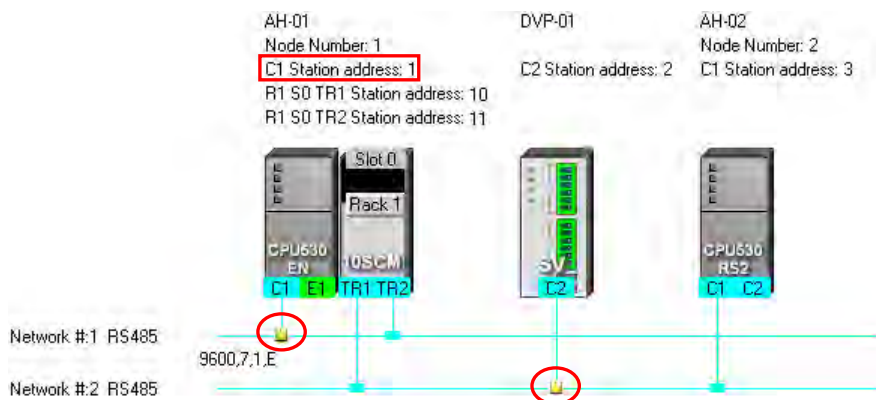 AH-01
Node Number: 1
C1 Station address: 1
R1 S0 TR1 Station address: 10
R1 S0 TR2 Station address: 11
DVP-01
C2 Station address: 2
AH-02
Node Number: 2
C1 Station address: 3
Slot 0
Rack 1
CPU530
EN
10SCM
C1 E1 TR1 TR2
SV
C2
CPU530
RS2
C1 C2
Network #:1 RS485
9600,7,1,E
Network #:2 RS485